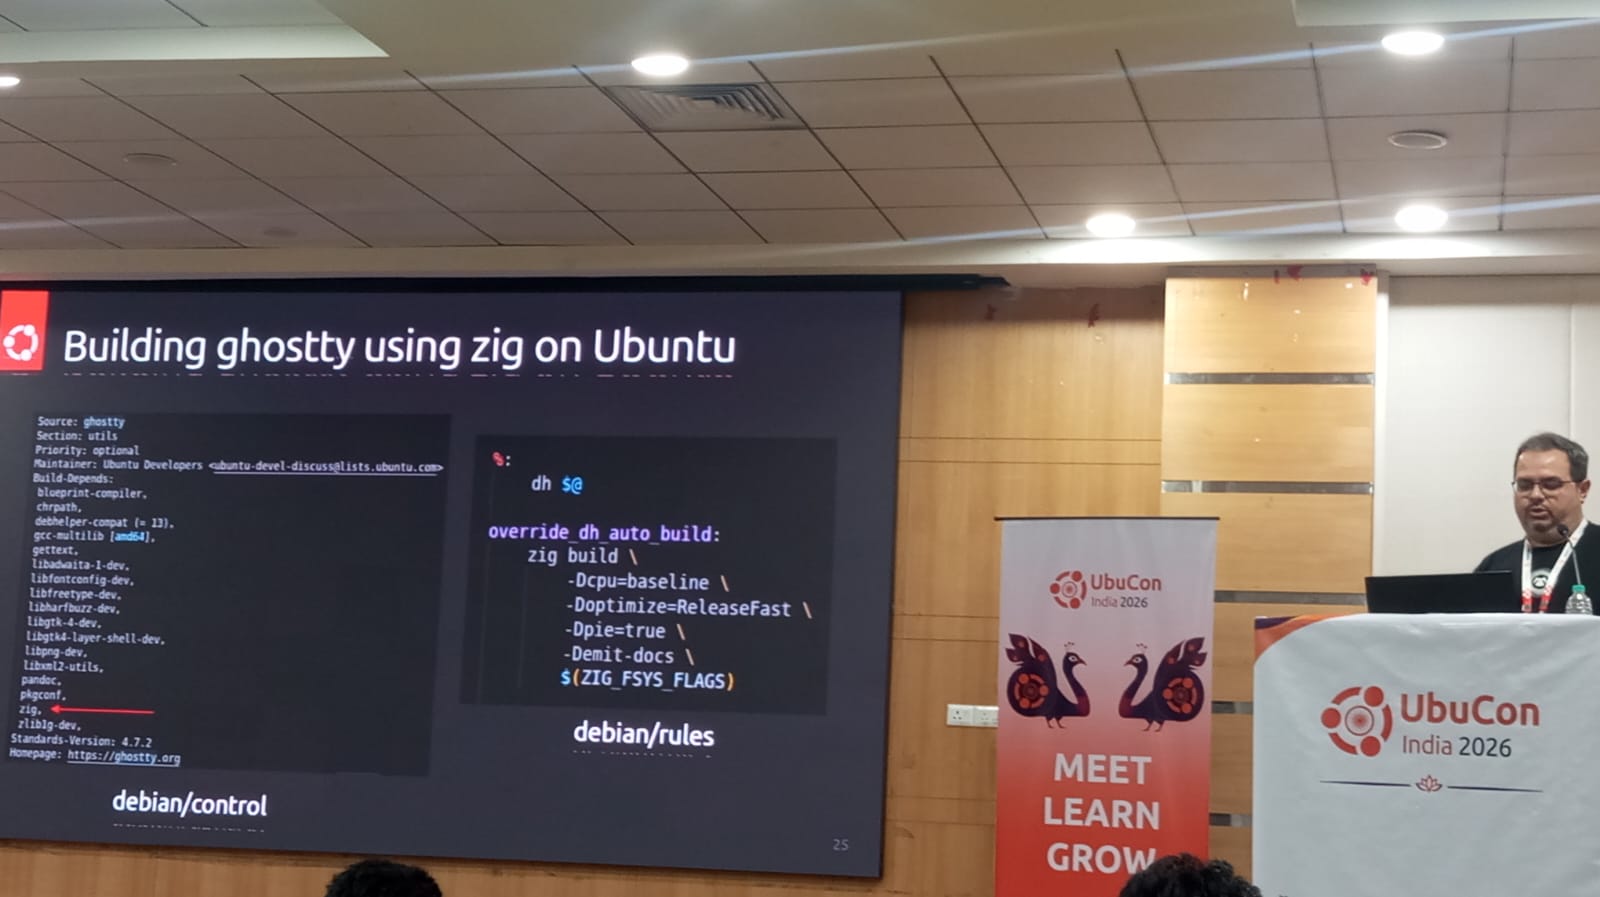 Building ghostty using zig on Ubuntu
Source: ghostty
Section: utils
Priority: optional
Maintainer: Ubuntu Developers <ubuntu-devel-discuss@lists.ubuntu.com>
Build-Depends:
blueprint-compiler,
chrpath,
debhelper-compat (= 13),
gcc-multilib [amd64],
gettext,
libadwaita-1-dev,
libfontconfig-dev,
libfreetype-dev,
libharfbuzz-dev,
libgtk-4-dev,
libgtk4-layer-shell-dev,
libpng-dev,
libxml2-utils,
pandoc,
pkgconf,
zig,
zlib1g-dev,
Standards-Version: 4.7.2
Homepage: https://ghostty.org
debian/control
%:
dh $@
override_dh_auto_build:
zig build \
-Dcpu=baseline \
-Doptimize=ReleaseFast \
-Dpie=true \
-Demit-docs \
$(ZIG_FSYS_FLAGS)
debian/rules
25
UbuCon
India 2026
MEET
LEARN
GROW
UbuCon
India 2026